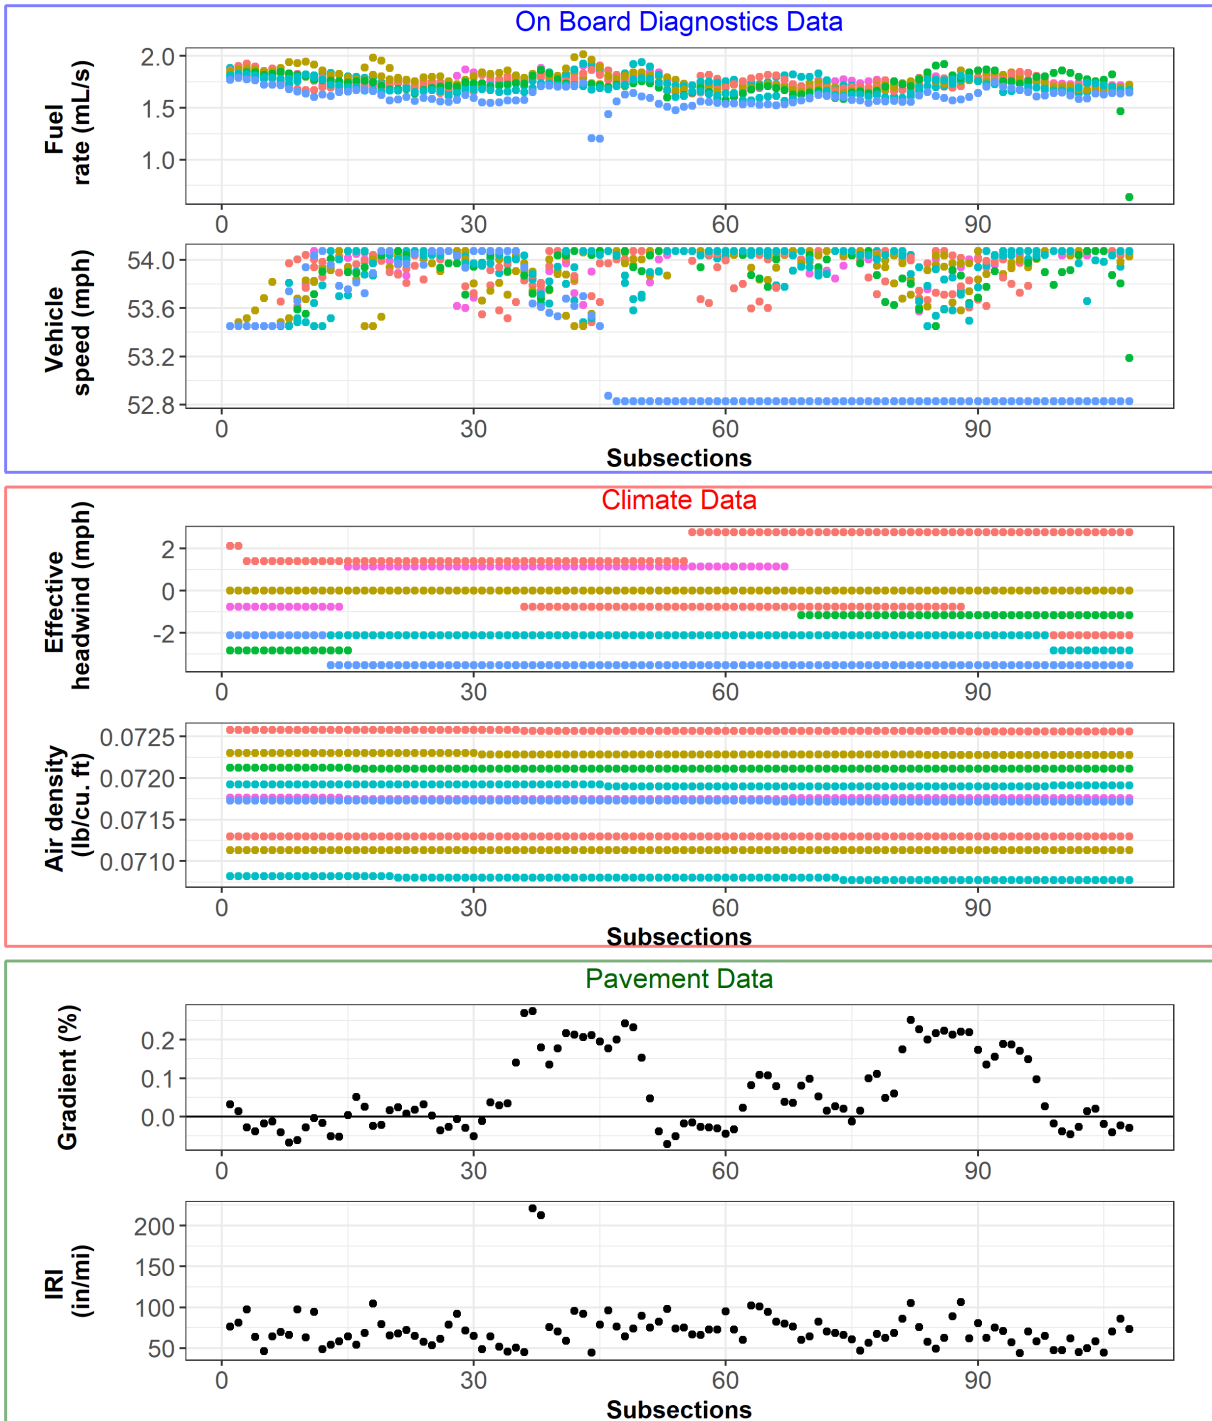 On Board Diagnostics Data
Fuel
rate (mL/s)
2.0
1.5
1.0
0 30 60 90
Vehicle
speed (mph)
54.0
53.6
53.2
52.8
0 30 60 90
Subsections
Climate Data
Effective
headwind (mph)
2
0
-2
0 30 60 90
Air density
(lb/cu. ft)
0.0725
0.0720
0.0715
0.0710
0 30 60 90
Subsections
Pavement Data
Gradient (%)
0.2
0.1
0.0
0 30 60 90
IRI
(in/mi)
200
150
100
50
0 30 60 90
Subsections